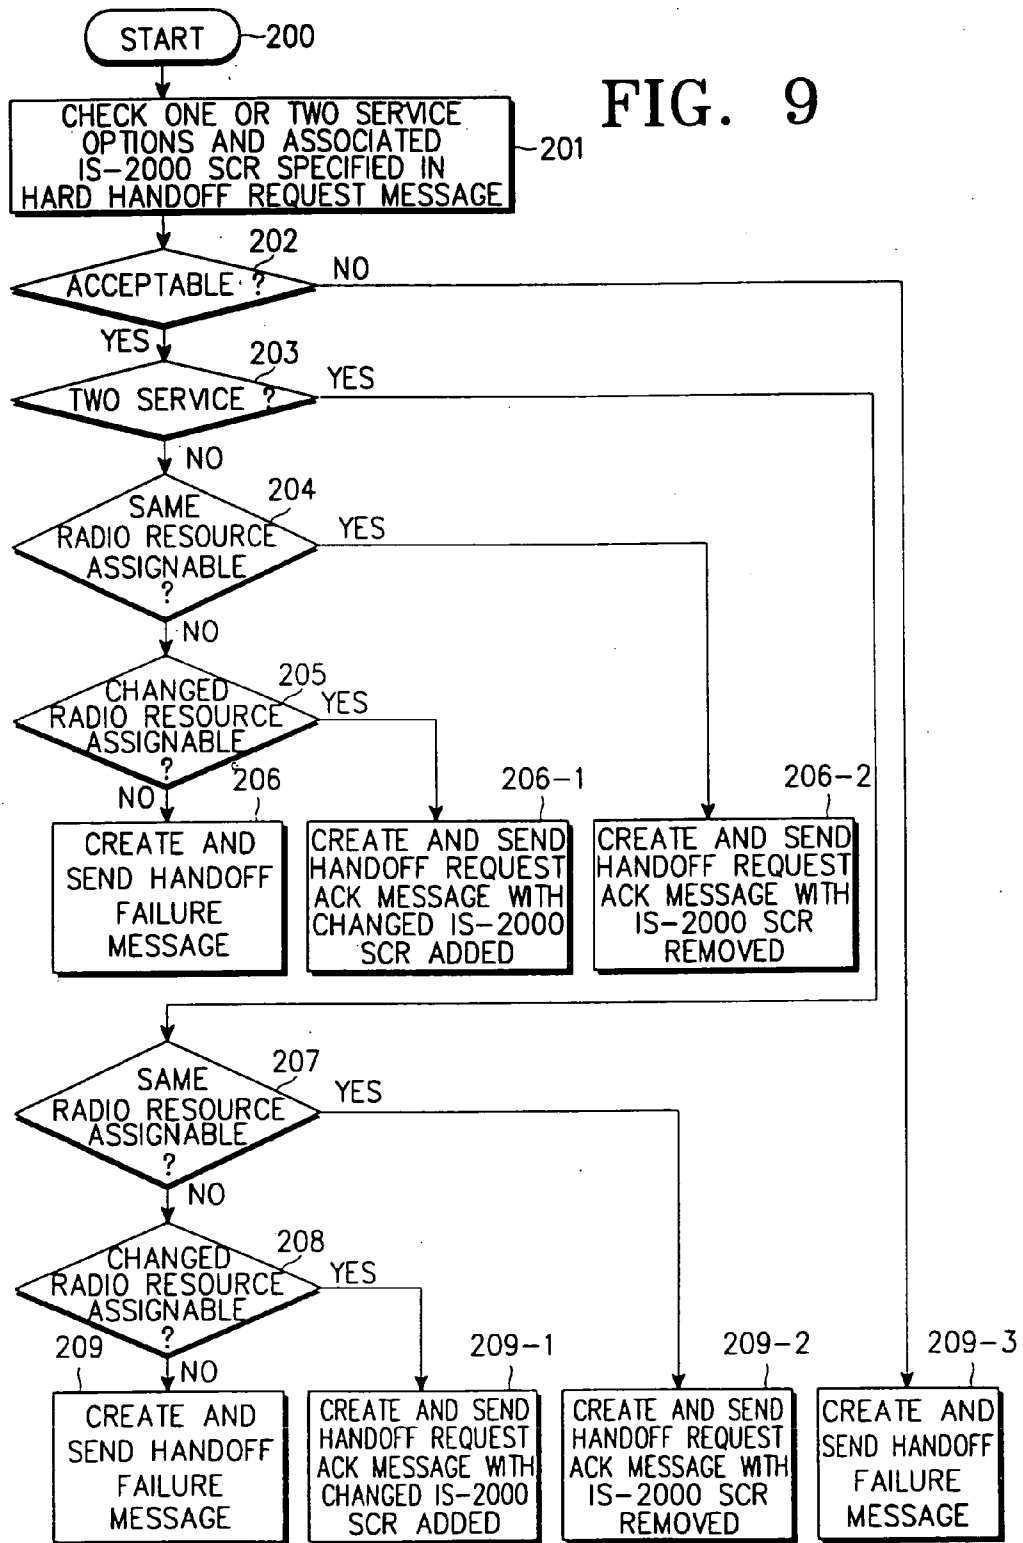 START
200
FIG. 9
CHECK ONE OR TWO SERVICE
OPTIONS AND ASSOCIATED
IS-2000 SCR SPECIFIED IN
HARD HANDOFF REQUEST MESSAGE
201
202
ACCEPTABLE ?
NO
YES
203
TWO SERVICE ?
YES
NO
204
SAME
RADIO RESOURCE
ASSIGNABLE
?
YES
NO
205
CHANGED
RADIO RESOURCE
ASSIGNABLE
?
YES
NO
206
CREATE AND
SEND HANDOFF
FAILURE
MESSAGE
206-1
CREATE AND SEND
HANDOFF REQUEST
ACK MESSAGE WITH
CHANGED IS-2000
SCR ADDED
206-2
CREATE AND SEND
HANDOFF REQUEST
ACK MESSAGE WITH
IS-2000 SCR
REMOVED
207
SAME
RADIO RESOURCE
ASSIGNABLE
?
YES
NO
208
CHANGED
RADIO RESOURCE
ASSIGNABLE
?
YES
NO
209
CREATE AND
SEND HANDOFF
FAILURE
MESSAGE
209-1
CREATE AND SEND
HANDOFF REQUEST
ACK MESSAGE WITH
CHANGED IS-2000
SCR ADDED
209-2
CREATE AND SEND
HANDOFF REQUEST
ACK MESSAGE WITH
IS-2000 SCR
REMOVED
209-3
CREATE AND
SEND HANDOFF
FAILURE
MESSAGE